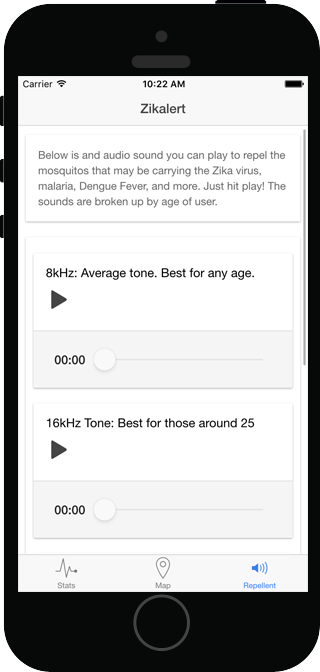 Carrier 10:22 AM
Zikalert
Below is and audio sound you can play to repel the
mosquitos that may be carrying the Zika virus,
malaria, Dengue Fever, and more. Just hit play! The
sounds are broken up by age of user.
8kHz: Average tone. Best for any age.
00:00
16kHz Tone: Best for those around 25
00:00
Stats Map Repellent